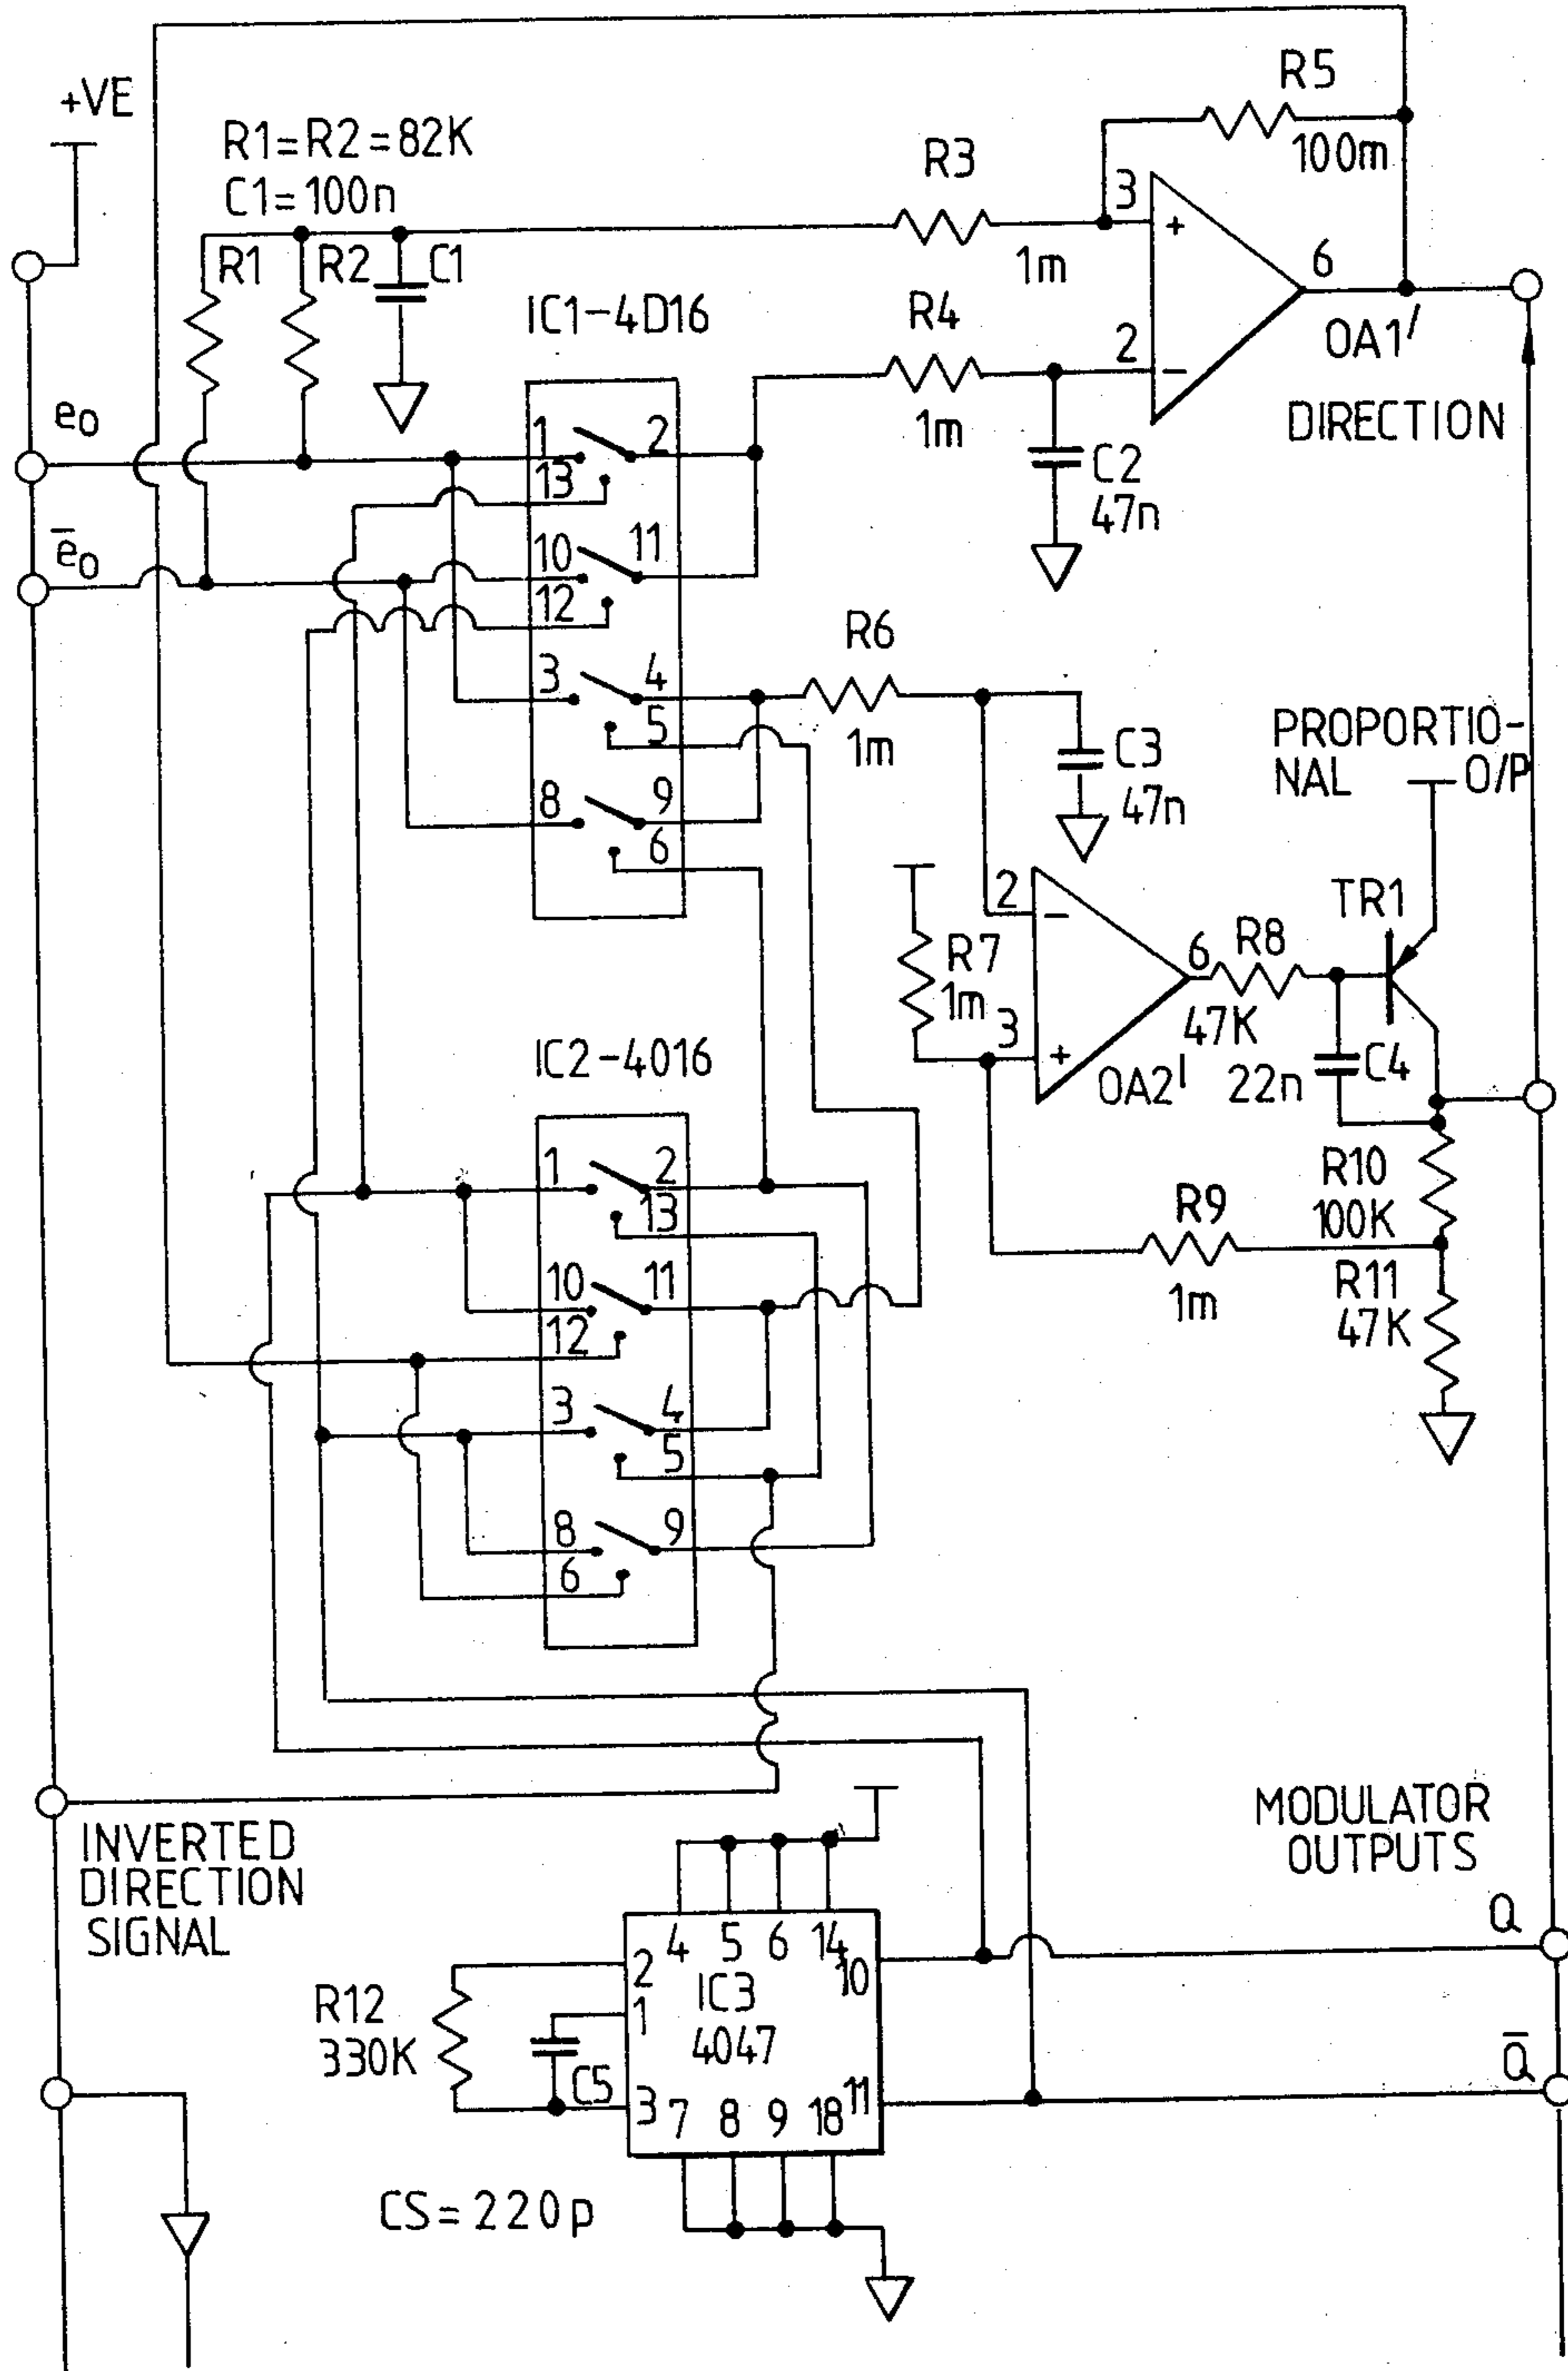 +VE
R1=R2=82K
C1=100n
R1
R2
C1
R3
1m
R5
100m
3
+
6
2
−
OA1'
DIRECTION
R4
1m
C2
47n
IC1-4D16
e0
e̅0
1
2
13
10
11
12
3
4
5
8
9
6
R6
1m
C3
47n
PROPORTIO-
NAL O/P
2
−
R7
1m
3
+
6
OA2'
R8
47K
TR1
22n
C4
R10
100K
R9
1m
R11
47K
IC2-4016
1
2
13
10
11
12
3
4
5
8
9
6
INVERTED
DIRECTION
SIGNAL
MODULATOR
OUTPUTS
Q
Q̅
4 5 6 14
2
10
IC3
1
4047
3
11
7 8 9 18
R12
330K
C5
CS=220p